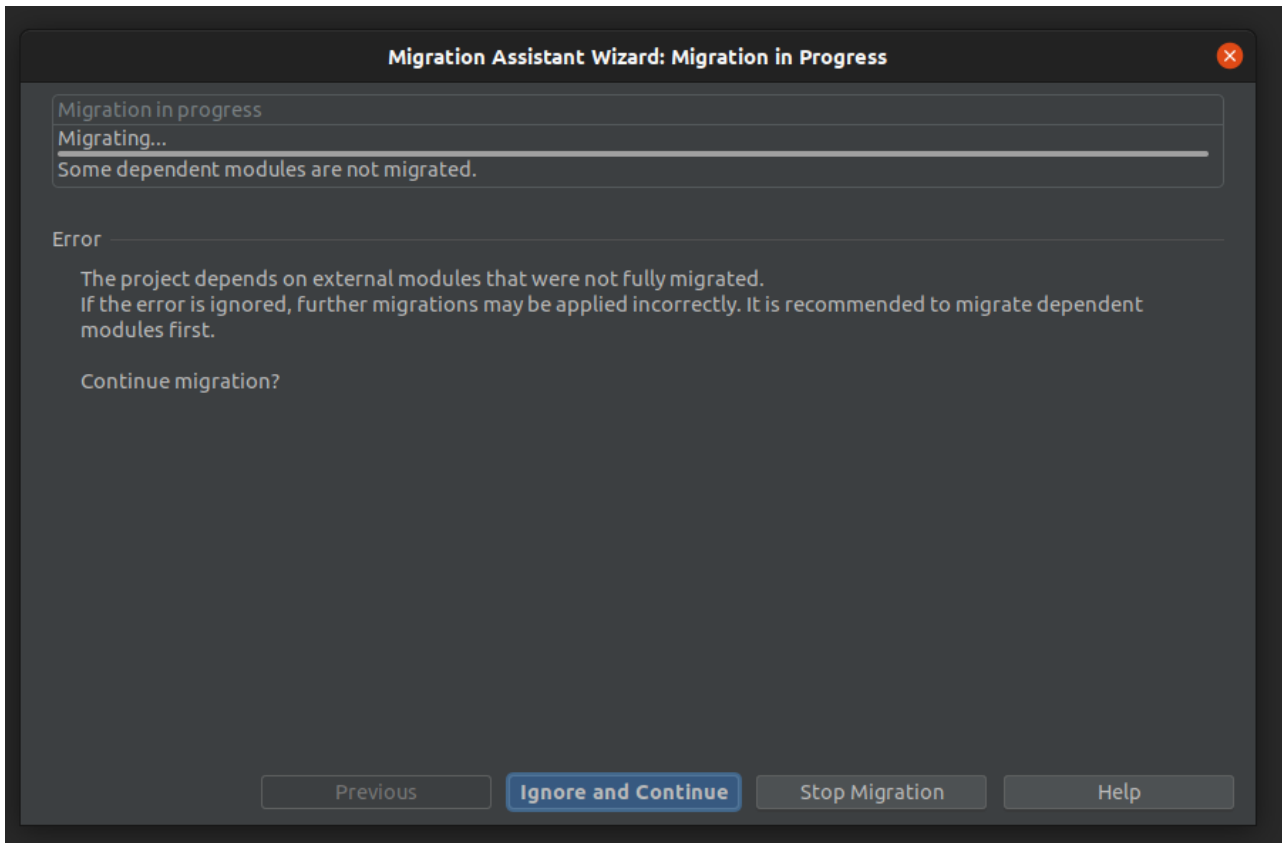 Migration Assistant Wizard: Migration in Progress
Migration in progress
Migrating...
Some dependent modules are not migrated.
Error
The project depends on external modules that were not fully migrated.
If the error is ignored, further migrations may be applied incorrectly. It is recommended to migrate dependent
modules first.
Continue migration?
Previous
Ignore and Continue
Stop Migration
Help